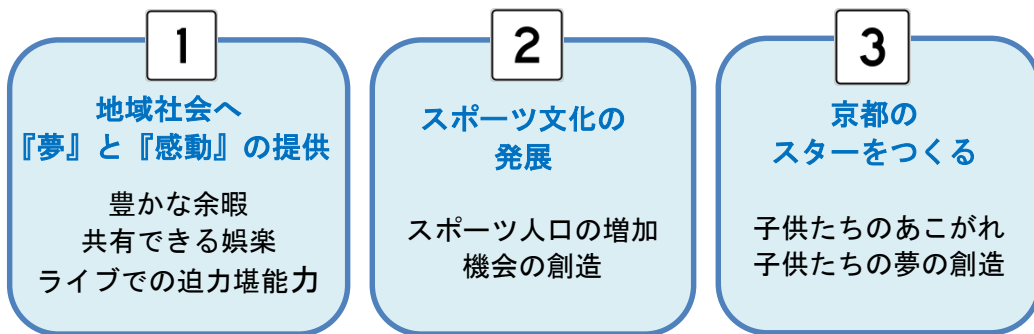 1
地域社会へ
『夢』と『感動』の提供
豊かな余暇
共有できる娯楽
ライブでの迫力堪能力
2
スポーツ文化の
発展
スポーツ人口の増加
機会の創造
3
京都の
スターをつくる
子供たちのあこがれ
子供たちの夢の創造